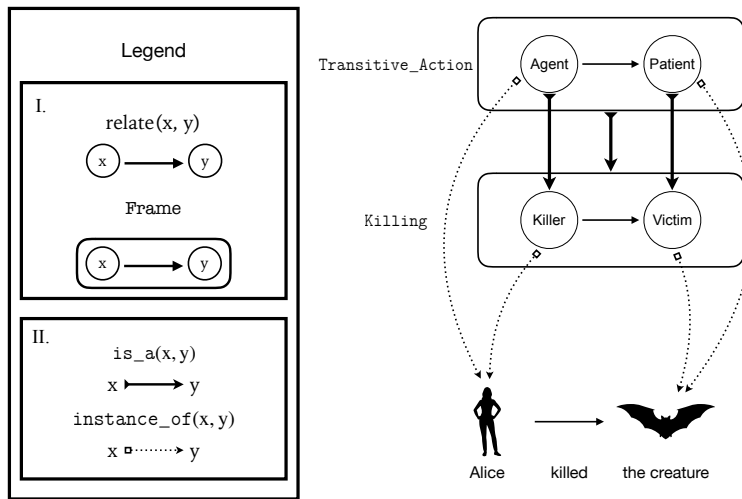 Legend
I.
relate(x, y)
x y
Frame
x y
II.
is_a(x, y)
x y
instance_of(x, y)
x y
Transitive_Action
Agent Patient
Killing
Killer Victim
Alice killed the creature